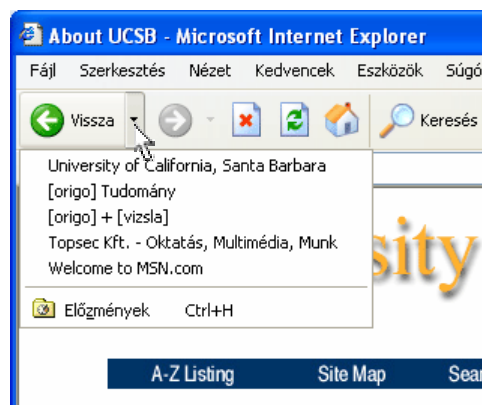 About UCSB - Microsoft Internet Explorer
Fájl Szerkesztés Nézet Kedvencek Eszközök Súgó
Vissza Keresés
University of California, Santa Barbara
[origo] Tudomány
[origo] + [vizsla]
Topsec Kft. - Oktatás, Multimédia, Munk
Welcome to MSN.com
sity
Előzmények Ctrl+H
A-Z Listing Site Map Sear